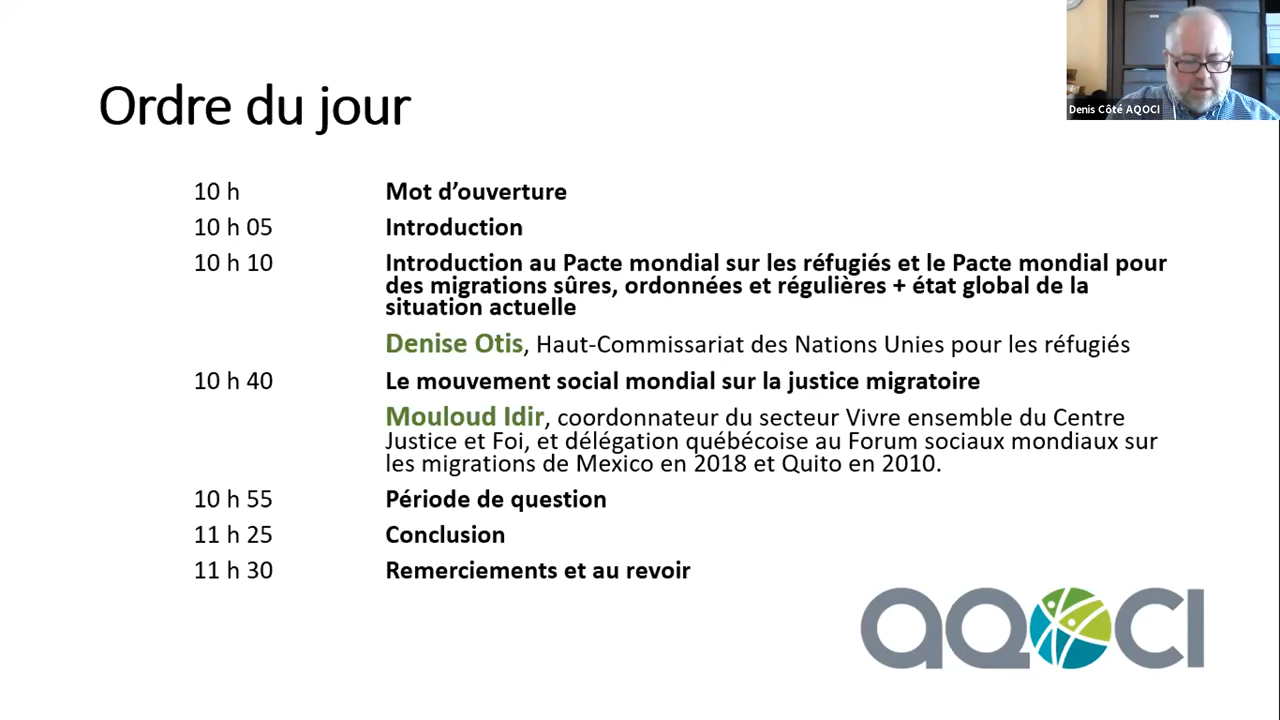 Ordre du jour
Denis Côté AQOCI
10 h Mot d’ouverture
10 h 05 Introduction
10 h 10 Introduction au Pacte mondial sur les réfugiés et le Pacte mondial pour
des migrations sûres, ordonnées et régulières + état global de la
situation actuelle
Denise Otis, Haut-Commissariat des Nations Unies pour les réfugiés
10 h 40 Le mouvement social mondial sur la justice migratoire
Mouloud Idir, coordonnateur du secteur Vivre ensemble du Centre
Justice et Foi, et délégation québécoise au Forum sociaux mondiaux sur
les migrations de Mexico en 2018 et Quito en 2010.
10 h 55 Période de question
11 h 25 Conclusion
11 h 30 Remerciements et au revoir
AQOCI